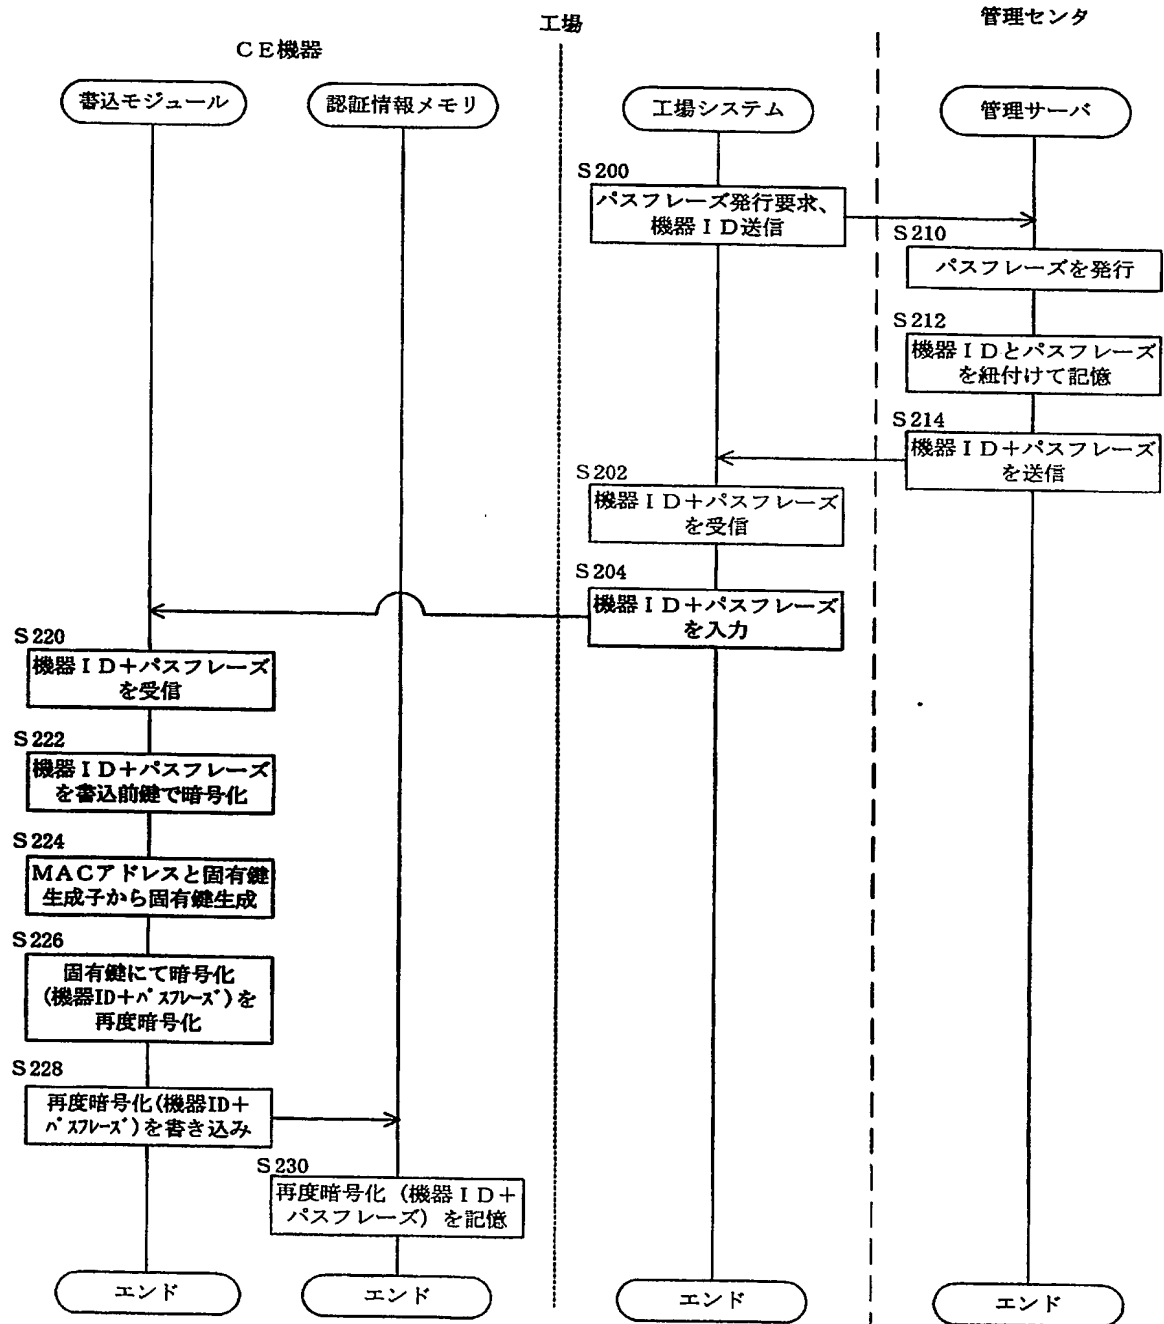 工場
管理センタ
ＣＥ機器
書込モジュール
認証情報メモリ
工場システム
管理サーバ
Ｓ200
パスフレーズ発行要求、
機器ＩＤ送信
Ｓ210
パスフレーズを発行
Ｓ212
機器ＩＤとパスフレーズ
を紐付けて記憶
Ｓ214
機器ＩＤ＋パスフレーズ
を送信
Ｓ202
機器ＩＤ＋パスフレーズ
を受信
Ｓ204
機器ＩＤ＋パスフレーズ
を入力
Ｓ220
機器ＩＤ＋パスフレーズ
を受信
Ｓ222
機器ＩＤ＋パスフレーズ
を書込前鍵で暗号化
Ｓ224
ＭＡＣアドレスと固有鍵
生成子から固有鍵生成
Ｓ226
固有鍵にて暗号化
(機器ID＋ﾊﾟｽﾌﾚｰｽﾞ)を
再度暗号化
Ｓ228
再度暗号化(機器ID＋
ﾊﾟｽﾌﾚｰｽﾞ)を書き込み
Ｓ230
再度暗号化（機器ＩＤ＋
パスフレーズ）を記憶
エンド
エンド
エンド
エンド